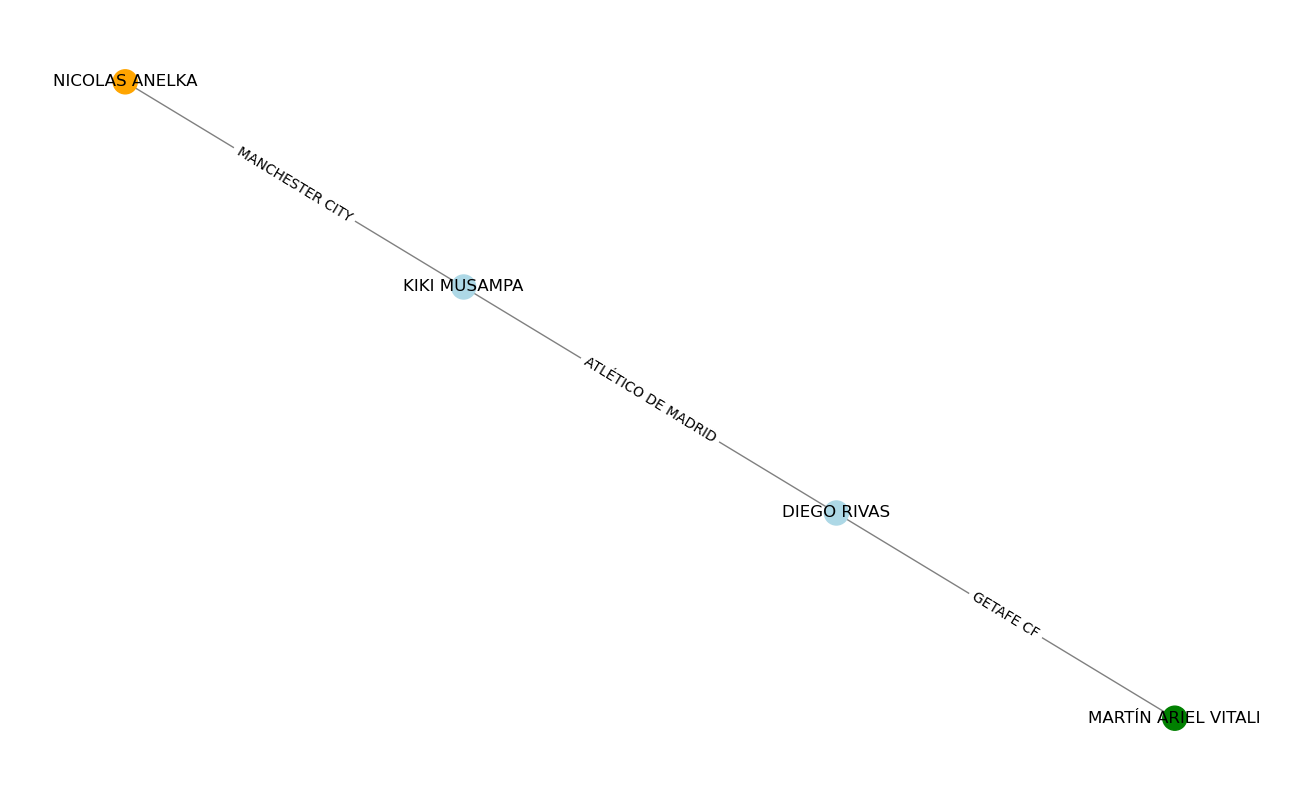 NICOLAS ANELKA
MANCHESTER CITY
KIKI MUSAMPA
ATLÉTICO DE MADRID
DIEGO RIVAS
GETAFE CF
MARTÍN ARIEL VITALI